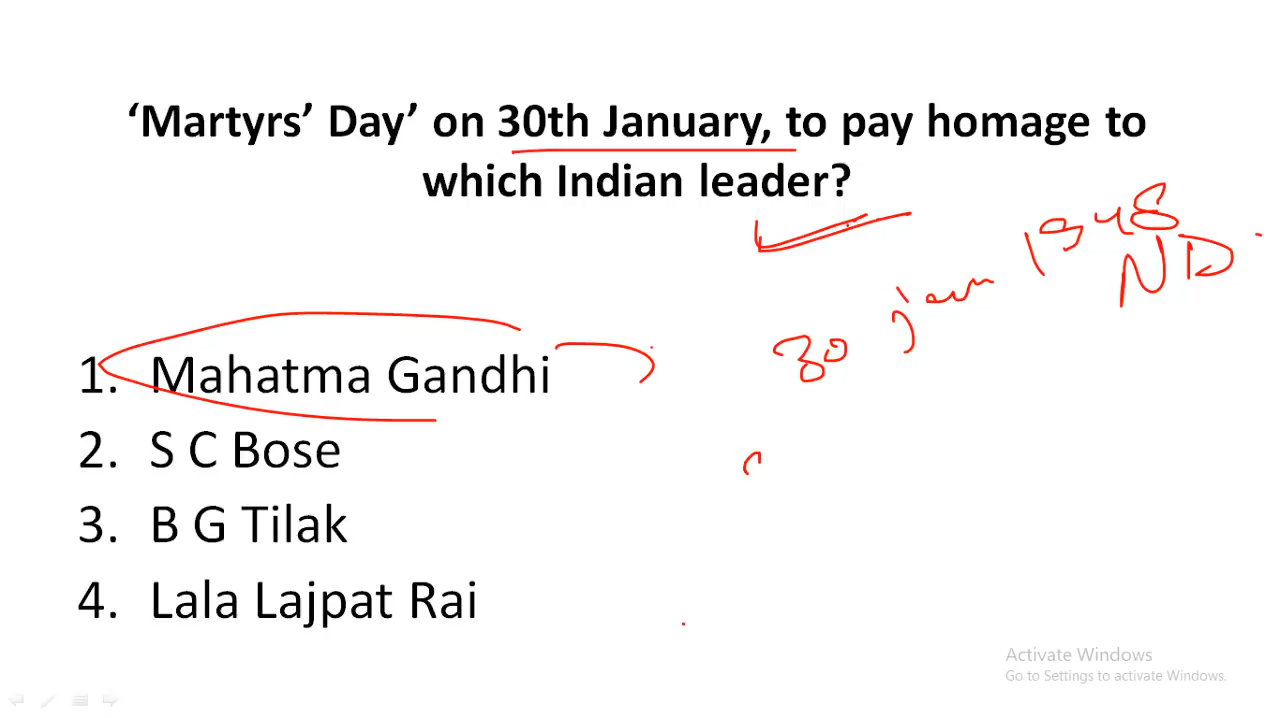 ‘Martyrs’ Day’ on 30th January, to pay homage to
which Indian leader?
30 jan 1948
ND
1. Mahatma Gandhi
2. S C Bose
3. B G Tilak
4. Lala Lajpat Rai
Activate Windows
Go to Settings to activate Windows.